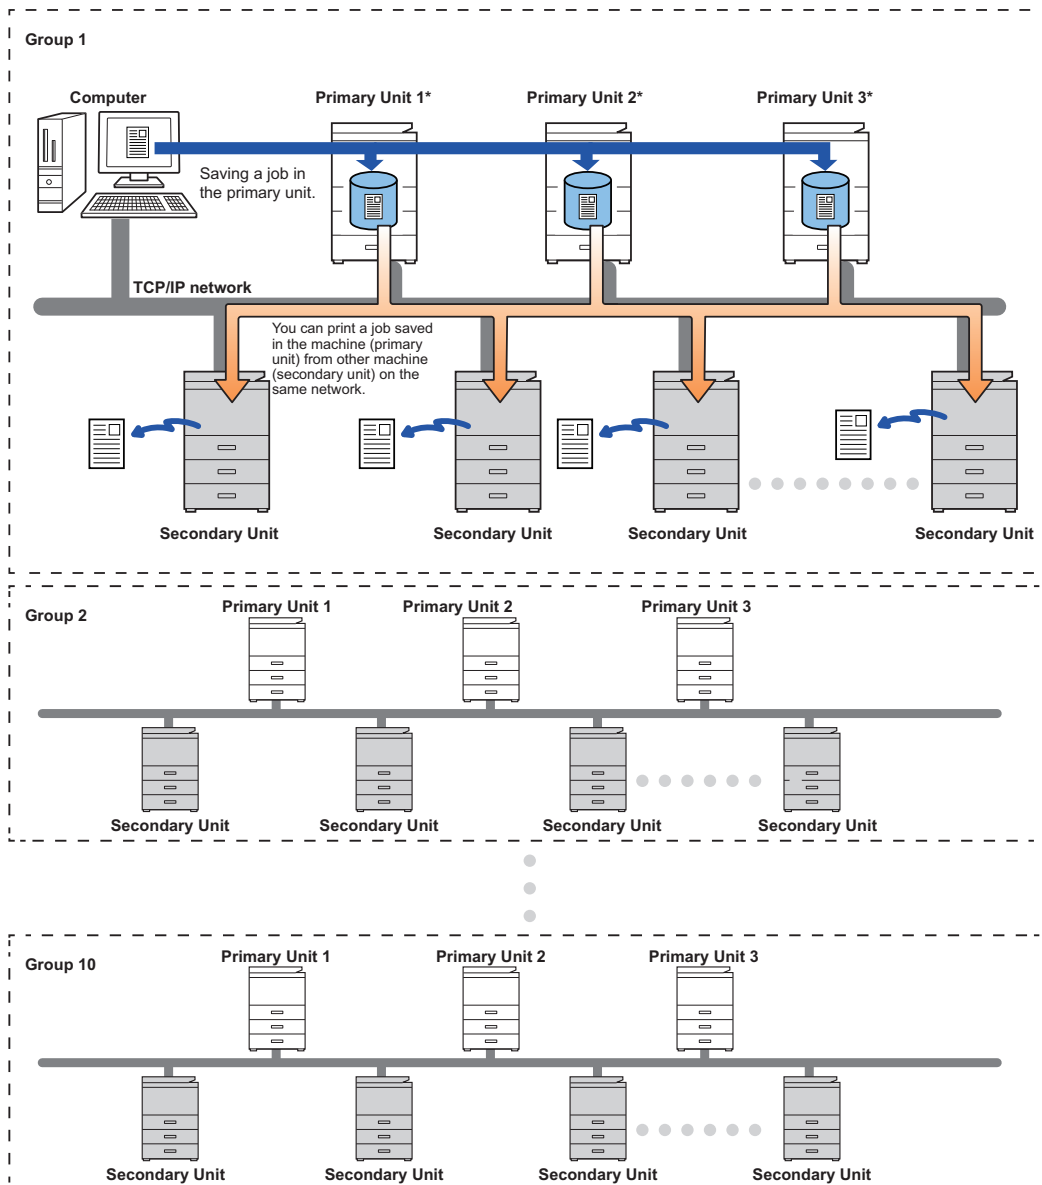 Group 1
Computer
Primary Unit 1*
Primary Unit 2*
Primary Unit 3*
Saving a job in
the primary unit.
TCP/IP network
You can print a job saved
in the machine (primary
unit) from other machine
(secondary unit) on the
same network.
Secondary Unit
Secondary Unit
Secondary Unit
Secondary Unit
Group 2
Primary Unit 1
Primary Unit 2
Primary Unit 3
Secondary Unit
Secondary Unit
Secondary Unit
Secondary Unit
Group 10
Primary Unit 1
Primary Unit 2
Primary Unit 3
Secondary Unit
Secondary Unit
Secondary Unit
Secondary Unit